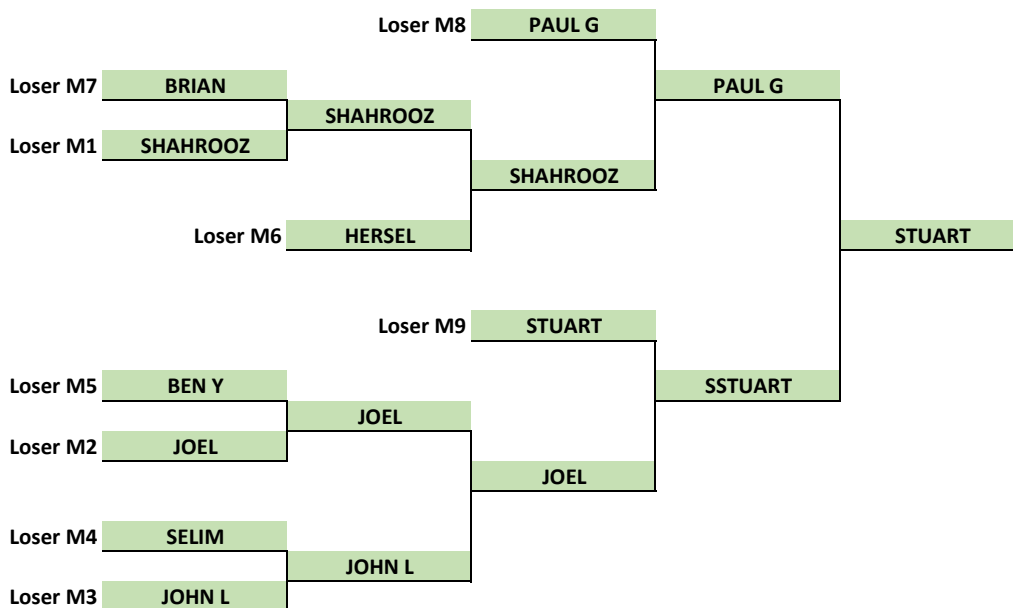 Loser M8 PAUL G
Loser M7 BRIAN PAUL G
SHAHROOZ
Loser M1 SHAHROOZ
SHAHROOZ
Loser M6 HERSEL STUART
Loser M9 STUART
Loser M5 BEN Y SSTUART
JOEL
Loser M2 JOEL
JOEL
Loser M4 SELIM
JOHN L
Loser M3 JOHN L